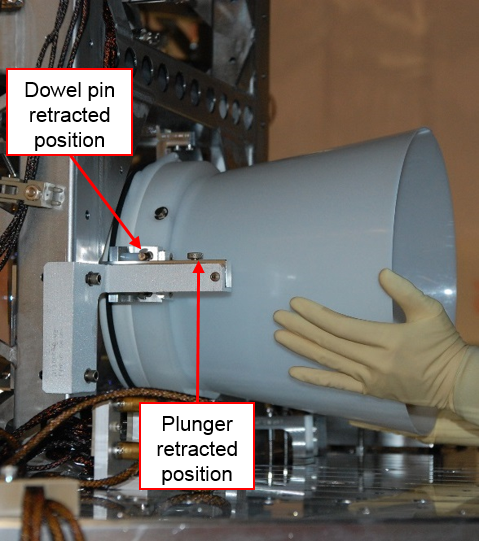 Dowel pin
retracted
position
Plunger
retracted
position